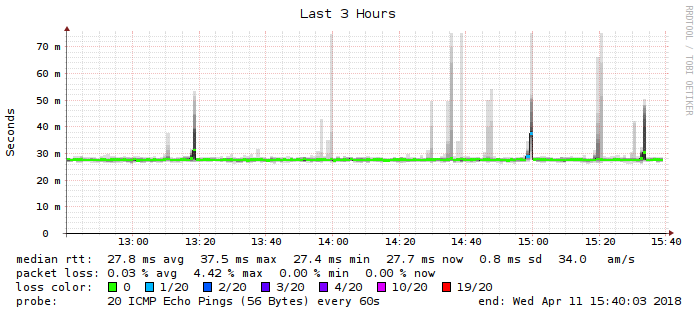 Last 3 Hours
RRDTOOL / TOBI OETIKER
Seconds
70 m
60 m
50 m
40 m
30 m
20 m
10 m
0
13:00 13:20 13:40 14:00 14:20 14:40 15:00 15:20 15:40
median rtt: 27.8 ms avg 37.5 ms max 27.4 ms min 27.7 ms now 0.8 ms sd 34.0 am/s
packet loss: 0.03 % avg 4.42 % max 0.00 % min 0.00 % now
loss color: 0 1/20 2/20 3/20 4/20 10/20 19/20
probe: 20 ICMP Echo Pings (56 Bytes) every 60s end: Wed Apr 11 15:40:03 2018